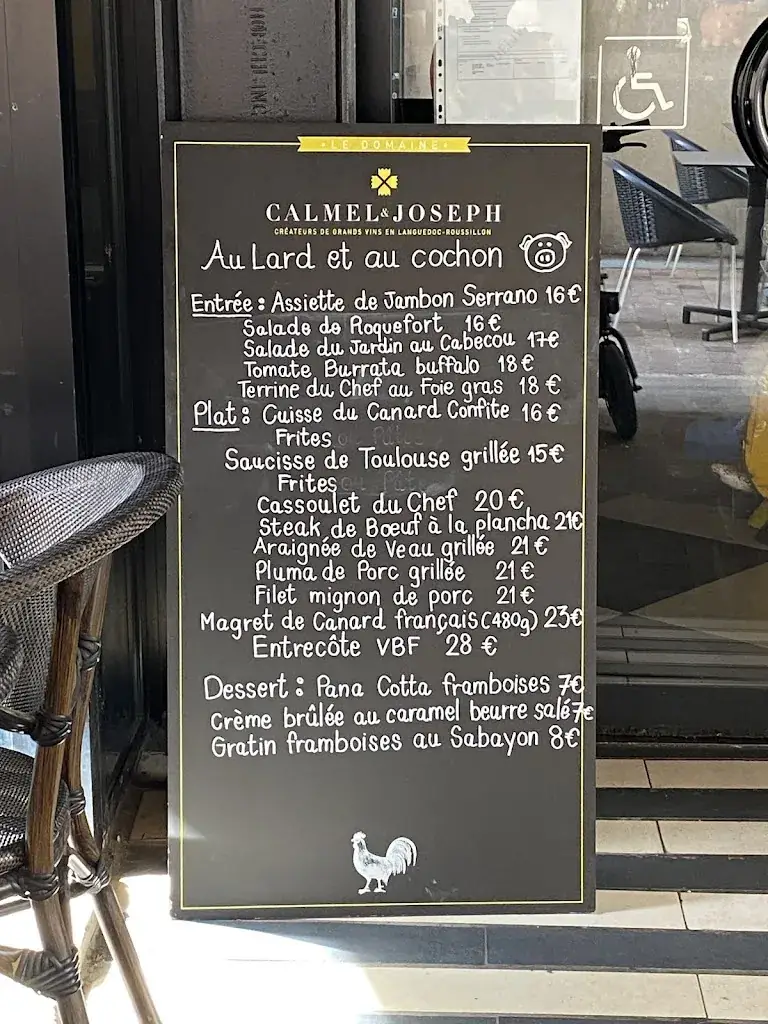 LE DOMAINE
CALMEL & JOSEPH
CRÉATEURS DE GRANDS VINS EN LANGUEDOC-ROUSSILLON
Au Lard et au cochon
Entrée : Assiette de Jambon Serrano 16€
Salade de Roquefort 16€
Salade du Jardin au Cabecou 17€
Tomate Burrata buffalo 18€
Terrine du Chef au Foie gras 18€
Plat : Cuisse du Canard Confite 16€
Frites
Saucisse de Toulouse grillée 15€
Frites
Cassoulet du Chef 20€
Steak de Bœuf à la plancha 21€
Araignée de Veau grillée 21€
Pluma de Porc grillée 21€
Filet mignon de porc 21€
Magret de Canard français (480g) 23€
Entrecôte VBF 28€
Dessert : Pana Cotta framboises 7€
Crème brûlée au caramel beurre salé 7€
Gratin framboises au Sabayon 8€